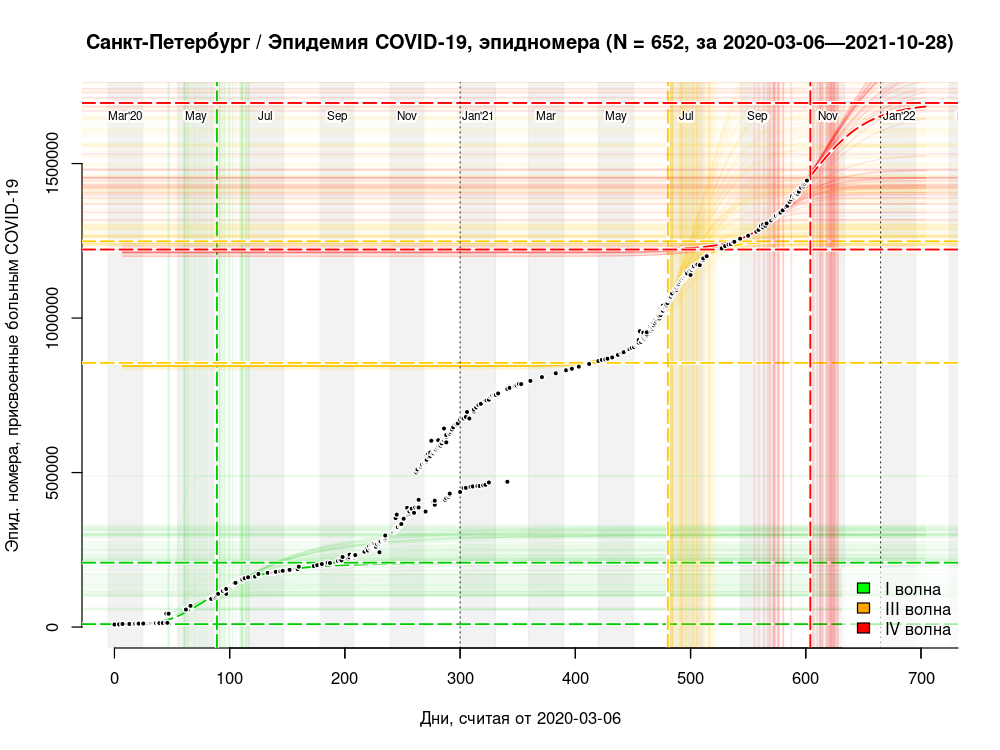 Санкт-Петербург / Эпидемия COVID-19, эпидномера (N = 652, за 2020-03-06—2021-10-28)
Mar'20 May Jul Sep Nov Jan'21 Mar May Jul Sep Nov Jan'22
Эпид. номера, присвоенные больным COVID-19
1500000
1000000
500000
0
I волна
III волна
IV волна
0 100 200 300 400 500 600 700
Дни, считая от 2020-03-06